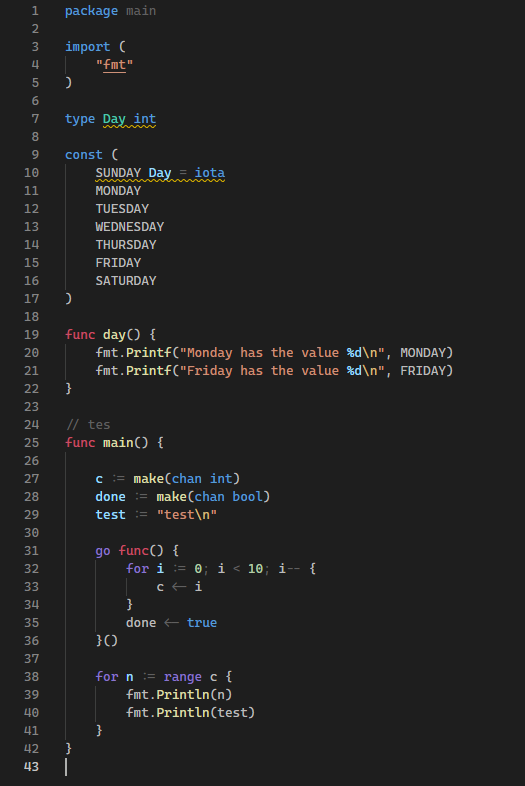 1 package main
2
3 import (
4 "fmt"
5 )
6
7 type Day int
8
9 const (
10 SUNDAY Day = iota
11 MONDAY
12 TUESDAY
13 WEDNESDAY
14 THURSDAY
15 FRIDAY
16 SATURDAY
17 )
18
19 func day() {
20 fmt.Printf("Monday has the value %d\n", MONDAY)
21 fmt.Printf("Friday has the value %d\n", FRIDAY)
22 }
23
24 // tes
25 func main() {
26
27 c := make(chan int)
28 done := make(chan bool)
29 test := "test\n"
30
31 go func() {
32 for i := 0; i < 10; i-- {
33 c <- i
34 }
35 done <- true
36 }()
37
38 for n := range c {
39 fmt.Println(n)
40 fmt.Println(test)
41 }
42 }
43